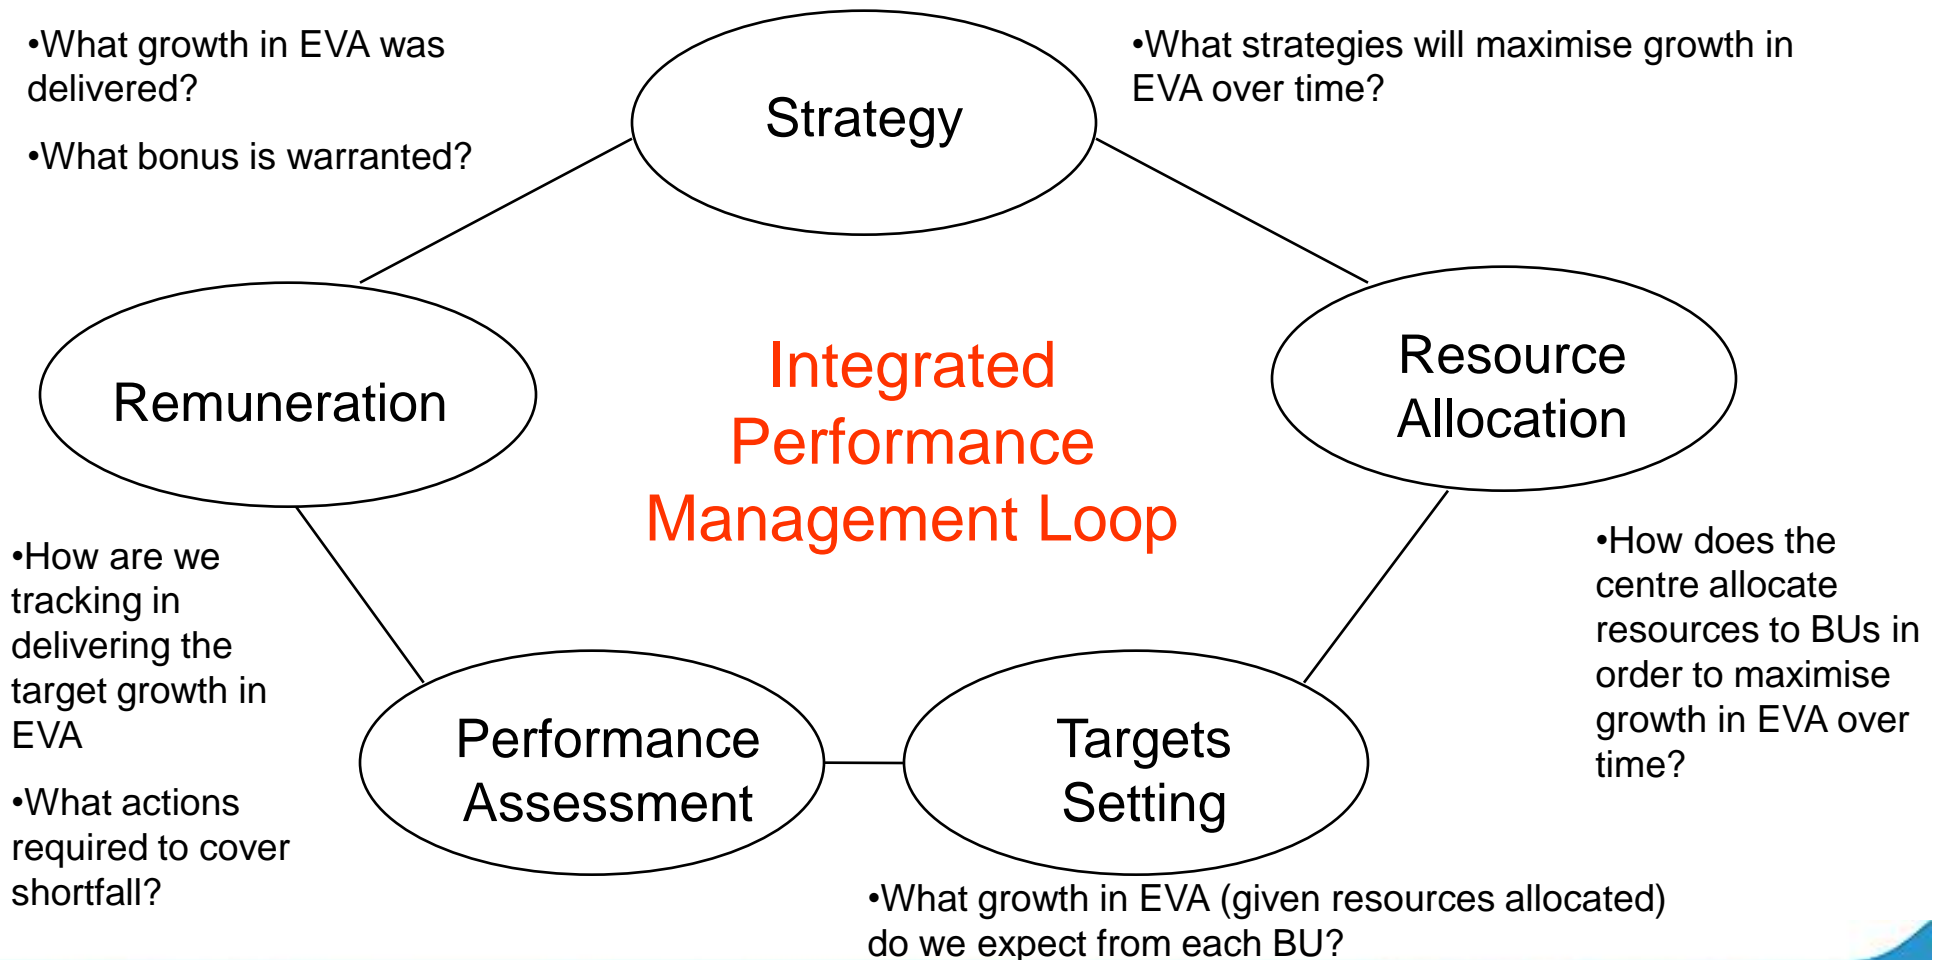 •What growth in EVA was
delivered?
•What bonus is warranted?
Strategy
•What strategies will maximise growth in
EVA over time?
Remuneration
Integrated
Performance
Management Loop
Resource
Allocation
•How are we
tracking in
delivering the
target growth in
EVA
•What actions
required to cover
shortfall?
Performance
Assessment
Targets
Setting
•How does the
centre allocate
resources to BUs in
order to maximise
growth in EVA over
time?
•What growth in EVA (given resources allocated)
do we expect from each BU?